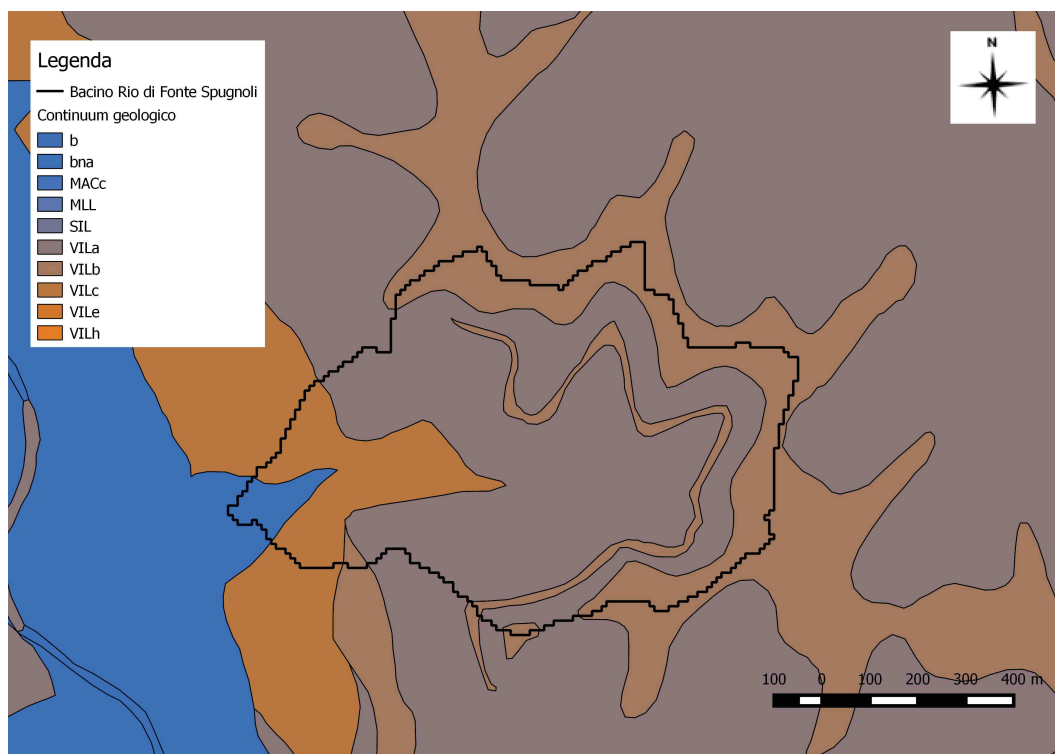 Legenda
Bacino Rio di Fonte Spugnoli
Continuum geologico
b
bna
MACc
MLL
SIL
VILa
VILb
VILc
VILe
VILh
N
100 0 100 200 300 400 m